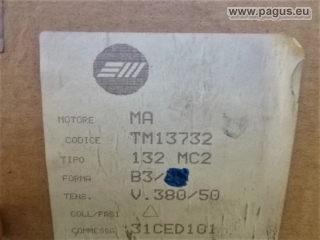 www.pagus.eu
MOTORE MA
CODICE TM13732
TIPO 132 MC2
FORMA B3/
TENS. V.380/50
COLL/FASI △
COMMESSA 31CED101